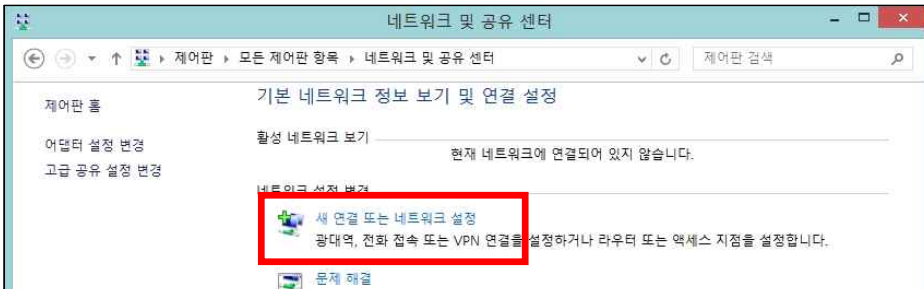 네트워크 및 공유 센터
제어판 ▸ 모든 제어판 항목 ▸ 네트워크 및 공유 센터
제어판 검색
제어판 홈
어댑터 설정 변경
고급 공유 설정 변경
기본 네트워크 정보 보기 및 연결 설정
활성 네트워크 보기
현재 네트워크에 연결되어 있지 않습니다.
네트워크 설정 변경
새 연결 또는 네트워크 설정
광대역, 전화 접속 또는 VPN 연결을 설정하거나 라우터 또는 액세스 지점을 설정합니다.
문제 해결